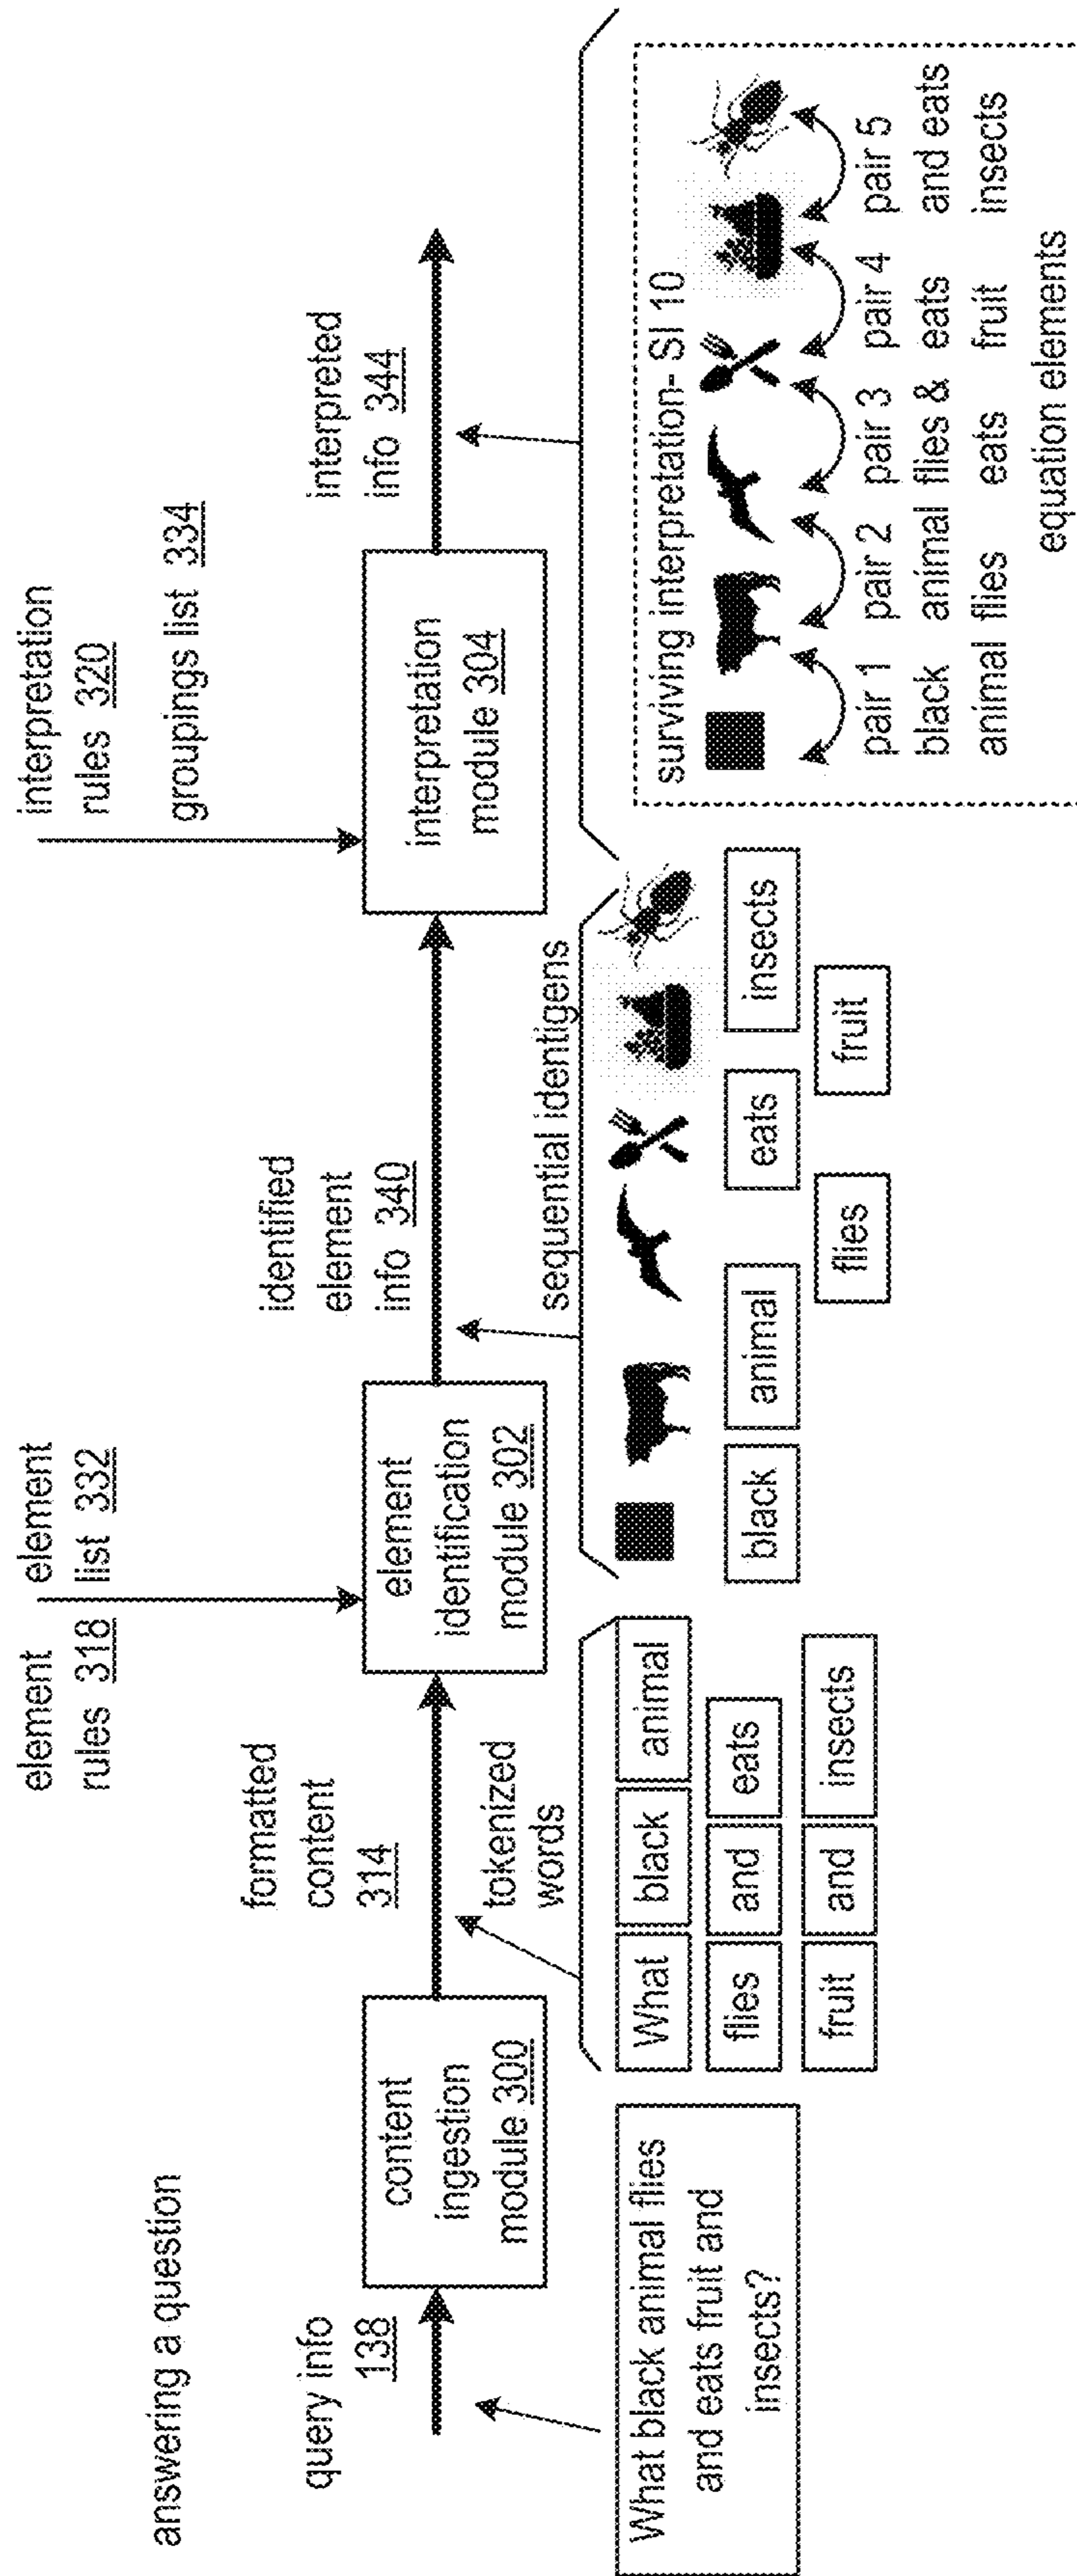 answering a question
query info
138
content
ingestion
module 300
What black animal flies
and eats fruit and
insects?
formatted
content
314
tokenized
words
What black animal
flies and eats
fruit and insects
element
rules 318
element
list 332
element
identification
module 302
identified
element
info 340
sequential identigens
black
animal
flies
eats
fruit
insects
interpretation
rules 320
groupings list 334
interpretation
module 304
interpreted
info 344
surviving interpretation- SI 10
pair 1 pair 2 pair 3 pair 4 pair 5
black animal flies & eats and eats
animal flies eats fruit insects
equation elements